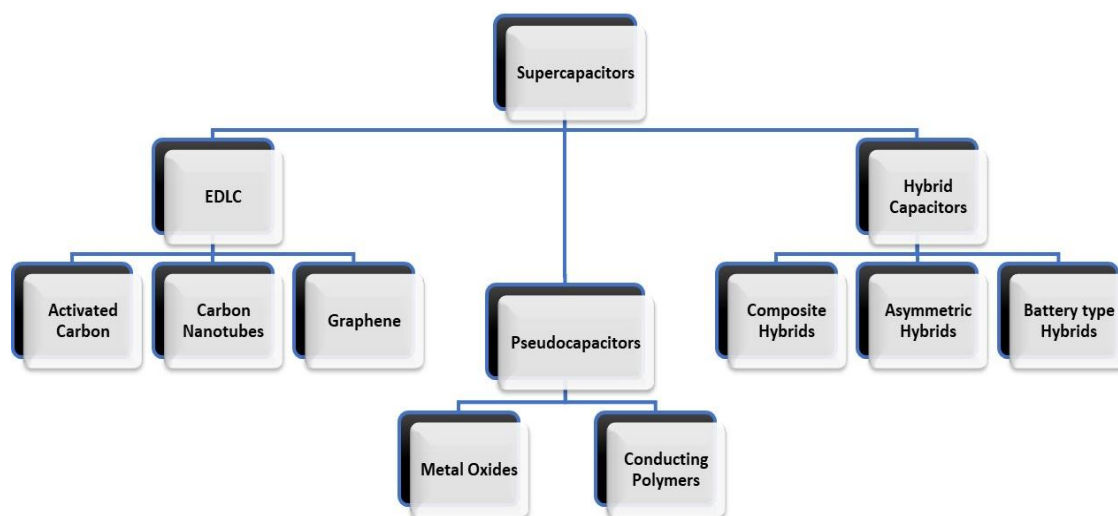 Supercapacitors
EDLC
Hybrid
Capacitors
Activated
Carbon
Carbon
Nanotubes
Graphene
Pseudocapacitors
Composite
Hybrids
Asymmetric
Hybrids
Battery type
Hybrids
Metal Oxides
Conducting
Polymers